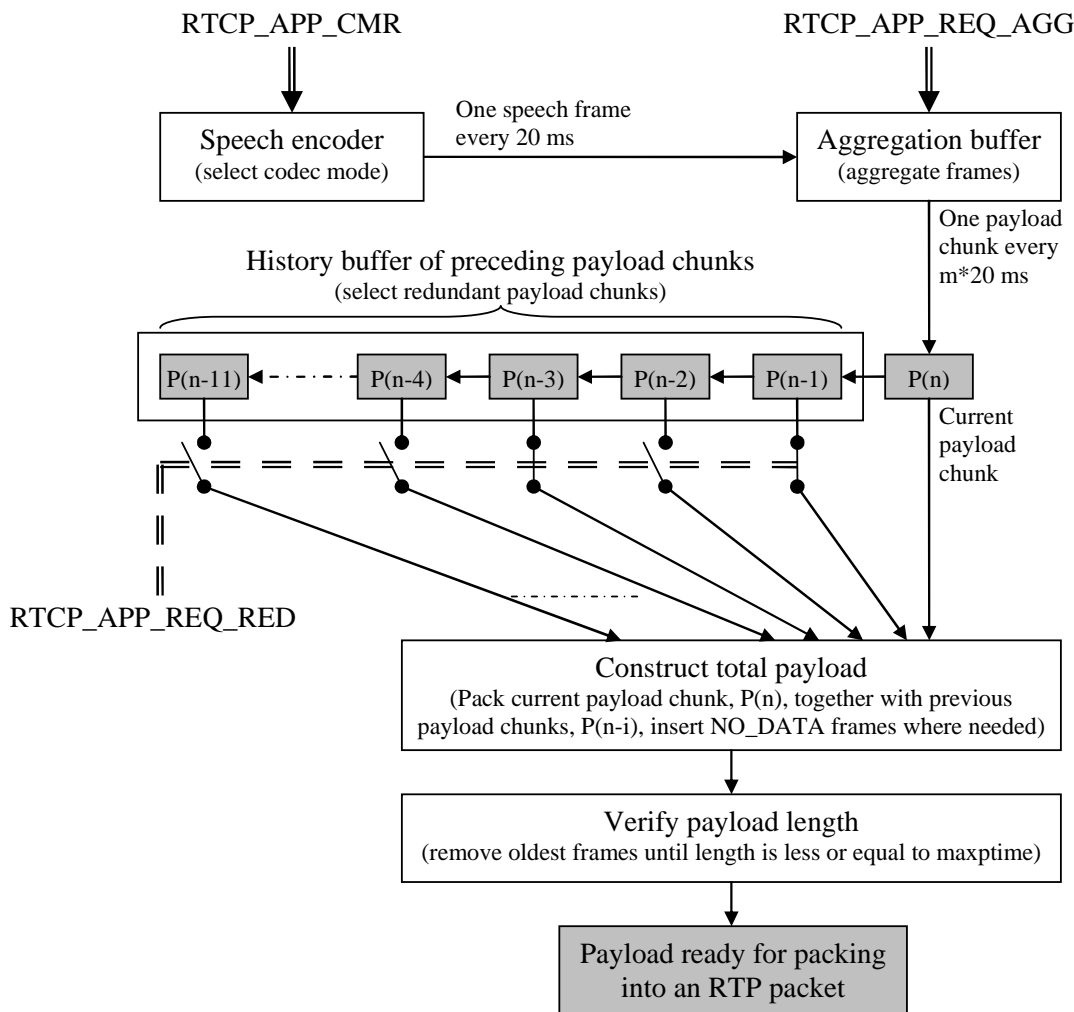 RTCP_APP_CMR
RTCP_APP_REQ_AGG
Speech encoder
(select codec mode)
One speech frame
every 20 ms
Aggregation buffer
(aggregate frames)
One payload
chunk every
m*20 ms
History buffer of preceding payload chunks
(select redundant payload chunks)
P(n-11)
P(n-4)
P(n-3)
P(n-2)
P(n-1)
P(n)
Current
payload
chunk
RTCP_APP_REQ_RED
Construct total payload
(Pack current payload chunk, P(n), together with previous
payload chunks, P(n-i), insert NO_DATA frames where needed)
Verify payload length
(remove oldest frames until length is less or equal to maxptime)
Payload ready for packing
into an RTP packet